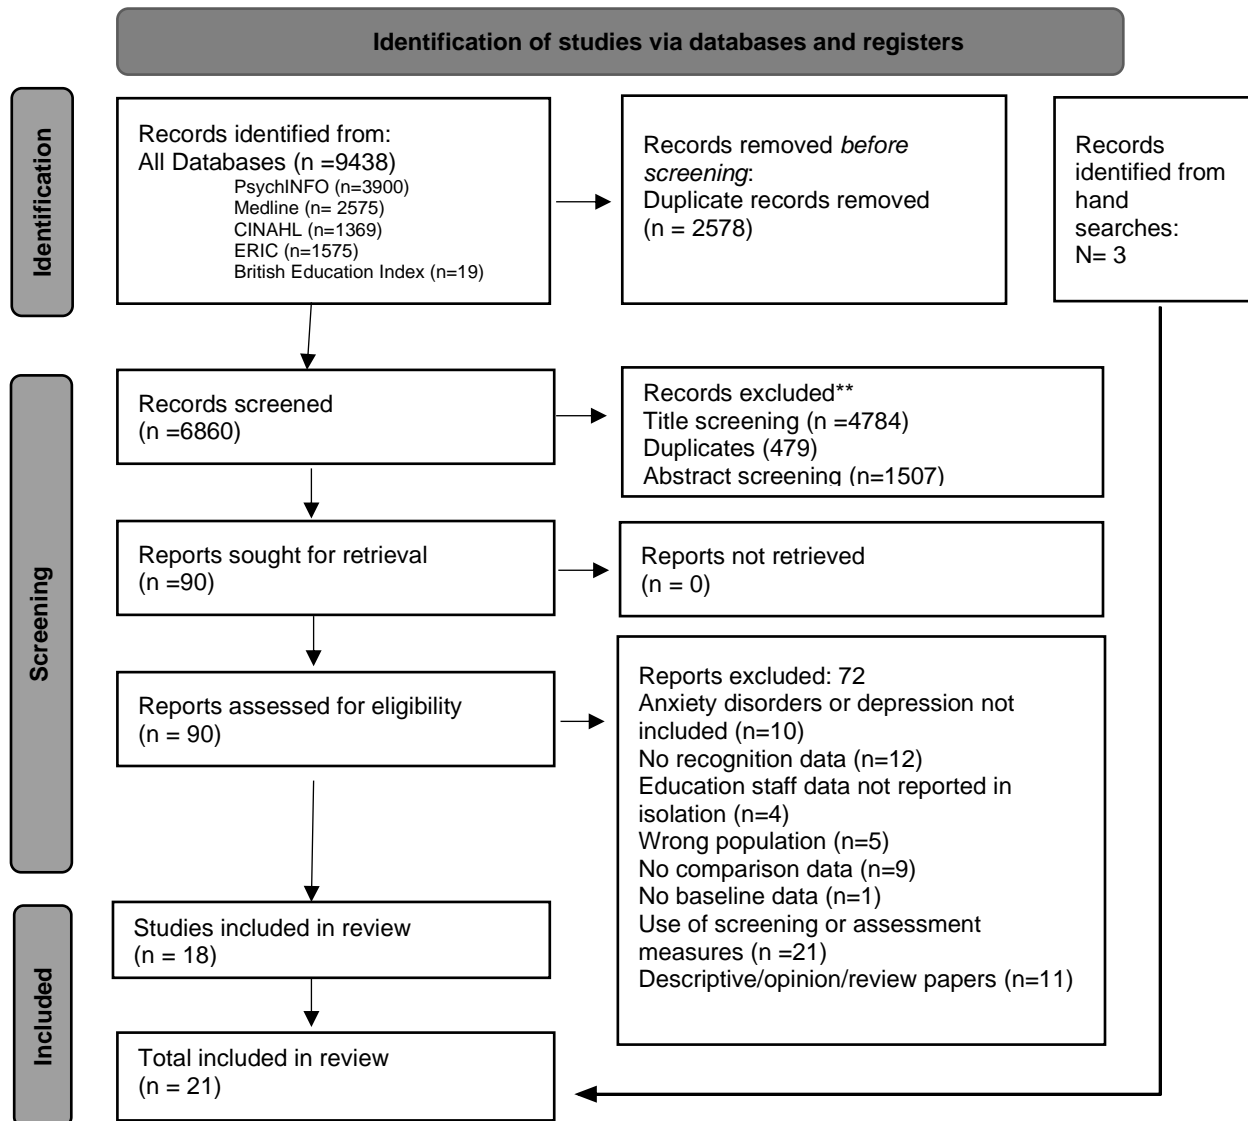 Identification of studies via databases and registers
Identification
Records identified from:
All Databases (n =9438)
PsychINFO (n=3900)
Medline (n= 2575)
CINAHL (n=1369)
ERIC (n=1575)
British Education Index (n=19)
Records removed before
screening:
Duplicate records removed
(n = 2578)
Records
identified from
hand
searches:
N= 3
Screening
Records screened
(n =6860)
Records excluded**
Title screening (n =4784)
Duplicates (479)
Abstract screening (n=1507)
Reports sought for retrieval
(n =90)
Reports not retrieved
(n = 0)
Reports assessed for eligibility
(n = 90)
Reports excluded: 72
Anxiety disorders or depression not
included (n=10)
No recognition data (n=12)
Education staff data not reported in
isolation (n=4)
Wrong population (n=5)
No comparison data (n=9)
No baseline data (n=1)
Use of screening or assessment
measures (n =21)
Descriptive/opinion/review papers (n=11)
Included
Studies included in review
(n = 18)
Total included in review
(n = 21)